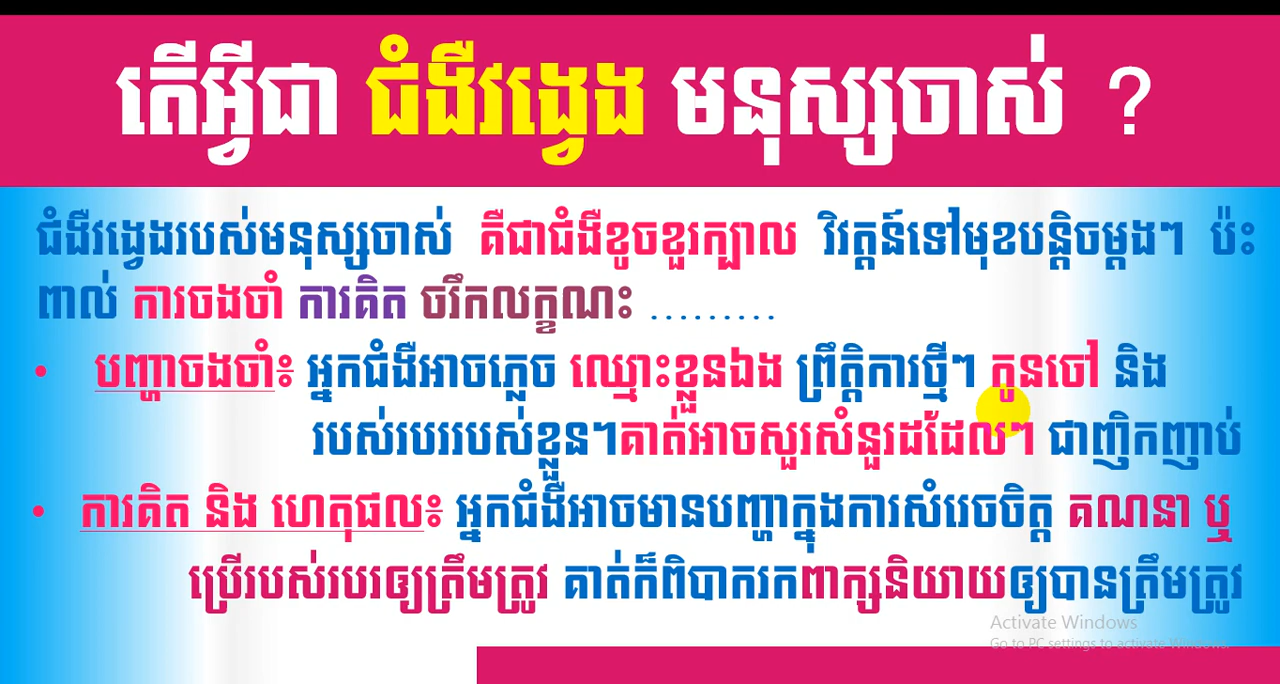 តើអ្វីជា ជំងឺវង្វេង មនុស្សចាស់ ?
ជំងឺវង្វេងរបស់មនុស្សចាស់ គឺជាជំងឺខូចខួរក្បាល វិវត្តន៍ទៅមុខបន្តិចម្តងៗ ប៉ះ
ពាល់ ការចងចាំ ការគិត ចរឹកលក្ខណះ .........
• បញ្ហាចងចាំ៖ អ្នកជំងឺអាចភ្លេច ឈ្មោះខ្លួនឯង ព្រឹត្តិការថ្មីៗ កូនចៅ និង
របស់របររបស់ខ្លួន។គាត់អាចសួរសំនួរដដែលៗ ជាញឹកញាប់
• ការគិត និង ហេតុផល៖ អ្នកជំងឺអាចមានបញ្ហាក្នុងការសំរេចចិត្ត គណនា ឬ
ប្រើរបស់របរឲ្យត្រឹមត្រូវ គាត់ក៏ពិបាករកពាក្យនិយាយឲ្យបានត្រឹមត្រូវ
Activate Windows
Go to PC settings to activate Windows.